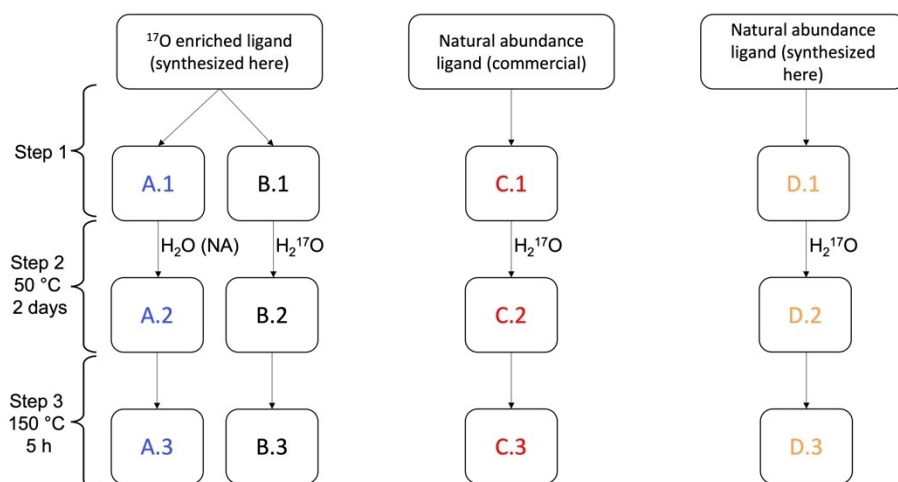 ¹⁷O enriched ligand
(synthesized here)
Natural abundance
ligand (commercial)
Natural abundance
ligand (synthesized
here)
Step 1
A.1
B.1
C.1
D.1
H₂O (NA)
H₂¹⁷O
H₂¹⁷O
H₂¹⁷O
Step 2
50 °C
2 days
A.2
B.2
C.2
D.2
Step 3
150 °C
5 h
A.3
B.3
C.3
D.3